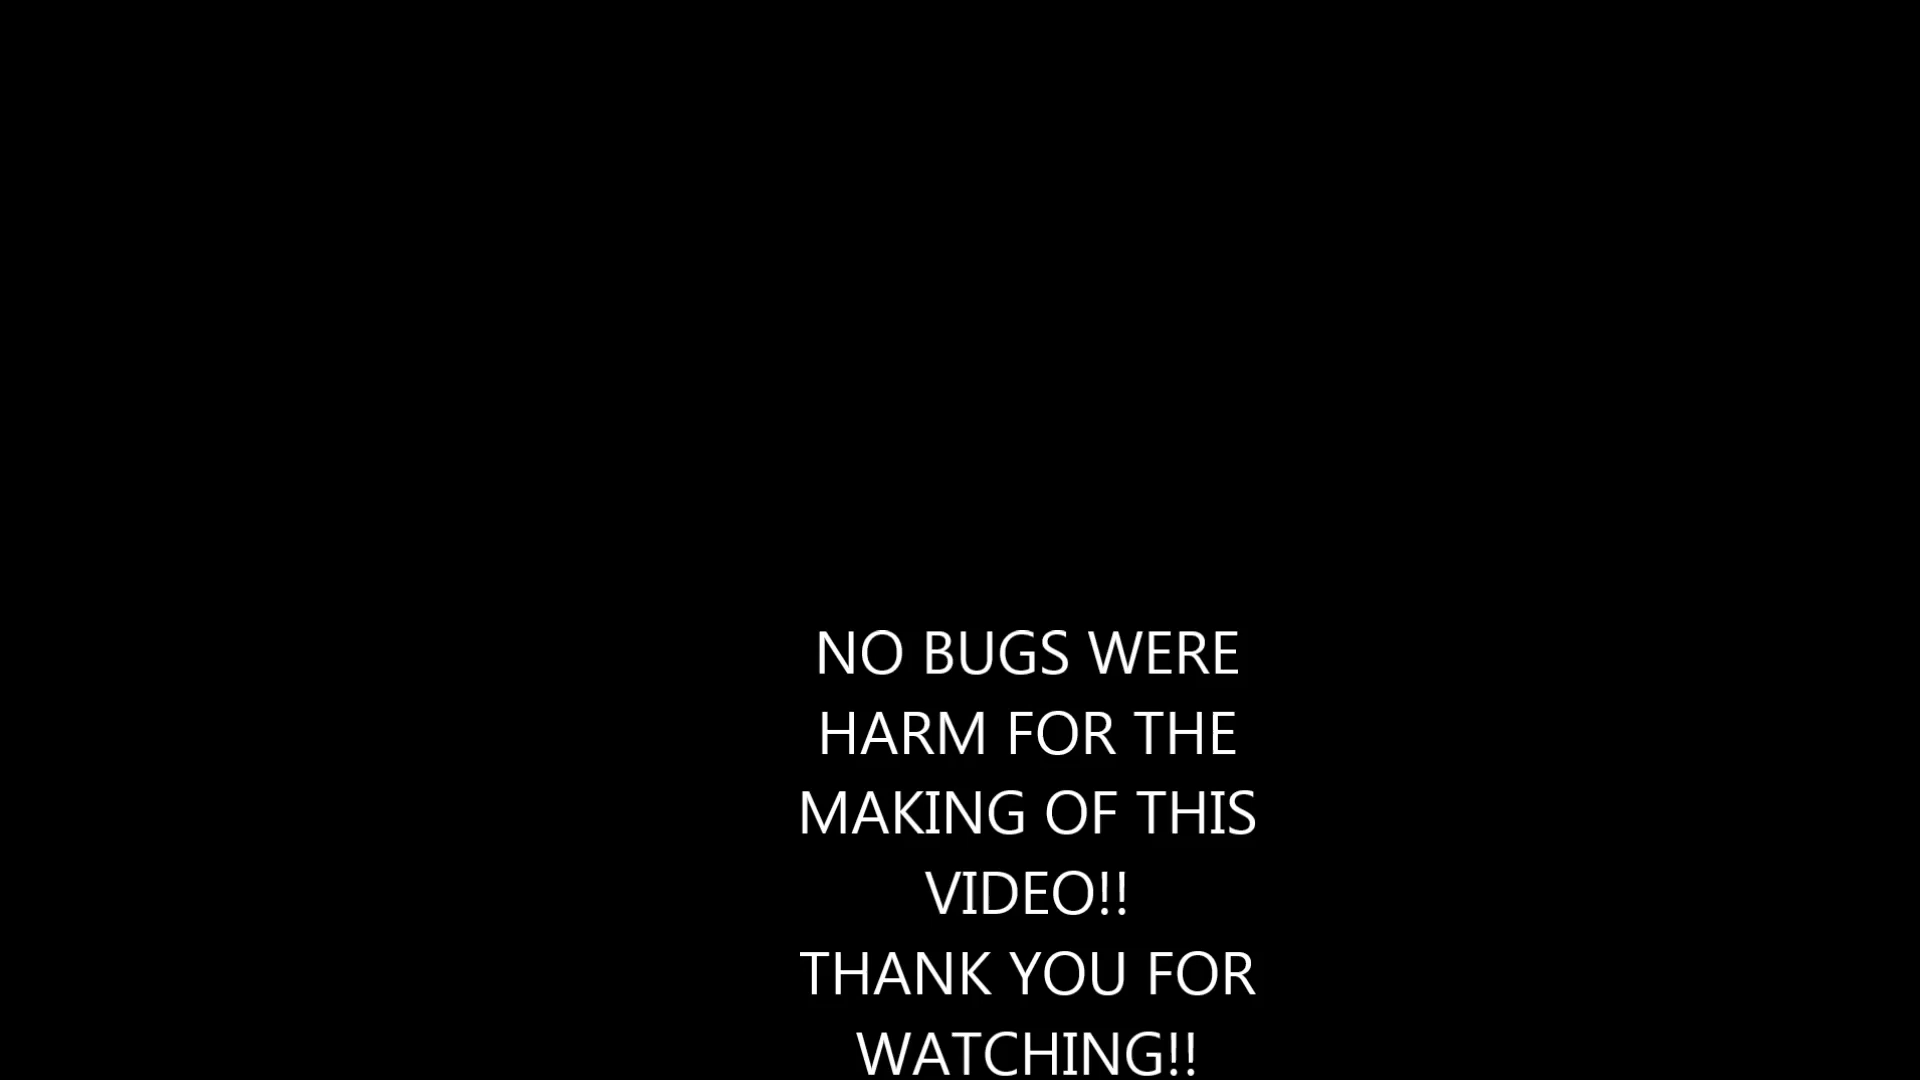 NO BUGS WERE
HARM FOR THE
MAKING OF THIS
VIDEO!!
THANK YOU FOR
WATCHING!!